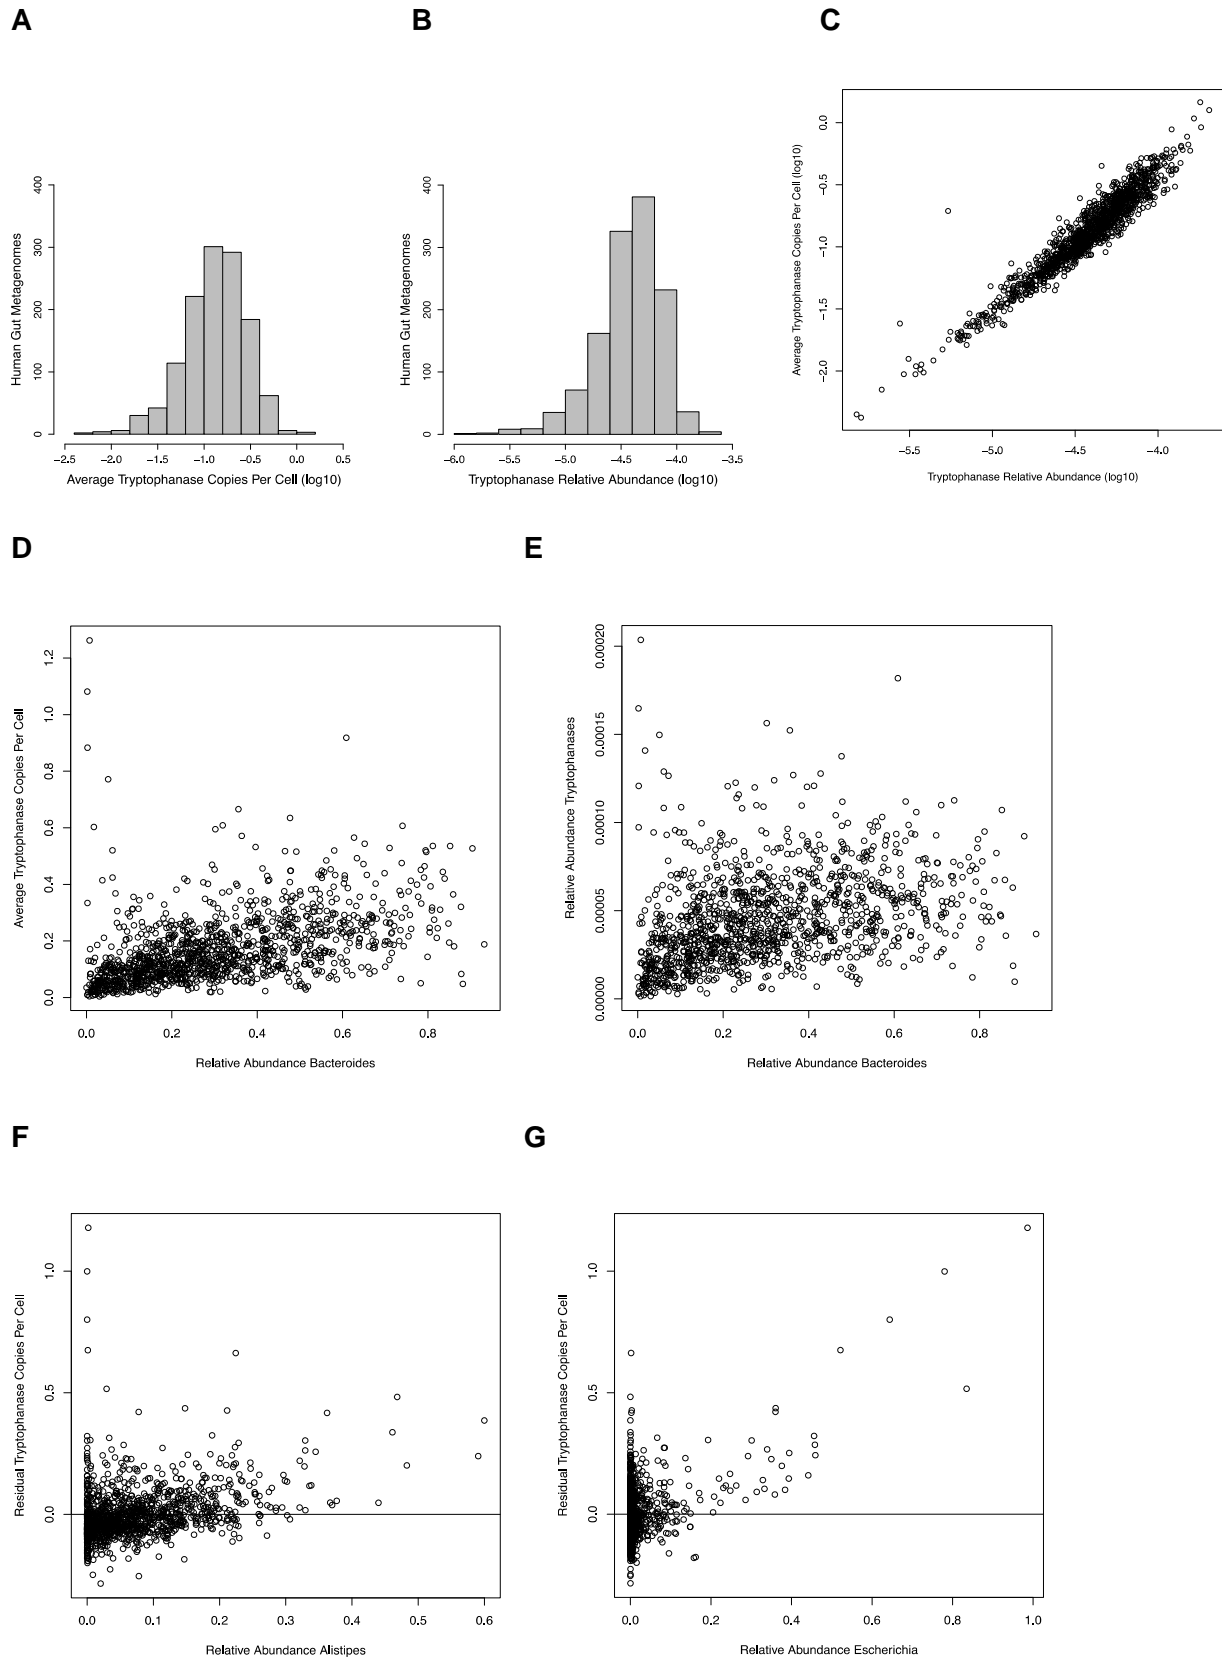 A B C
400
300
200
100
0
Human Gut Metagenomes
−2.5 −2.0 −1.5 −1.0 −0.5 0.0 0.5
Average Tryptophanase Copies Per Cell (log10)
400
300
200
100
0
Human Gut Metagenomes
−6.0 −5.5 −5.0 −4.5 −4.0 −3.5
Tryptophanase Relative Abundance (log10)
0.0
−0.5
−1.0
−1.5
−2.0
Average Tryptophanase Copies Per Cell (log10)
−5.5 −5.0 −4.5 −4.0
Tryptophanase Relative Abundance (log10)
D E
1.2
1.0
0.8
0.6
0.4
0.2
0.0
Average Tryptophanase Copies Per Cell
0.0 0.2 0.4 0.6 0.8
Relative Abundance Bacteroides
0.00020
0.00015
0.00010
0.00005
0.00000
Relative Abundance Tryptophanases
0.0 0.2 0.4 0.6 0.8
Relative Abundance Bacteroides
F G
1.0
0.5
0.0
Residual Tryptophanase Copies Per Cell
0.0 0.1 0.2 0.3 0.4 0.5 0.6
Relative Abundance Alistipes
1.0
0.5
0.0
Residual Tryptophanase Copies Per Cell
0.0 0.2 0.4 0.6 0.8 1.0
Relative Abundance Escherichia